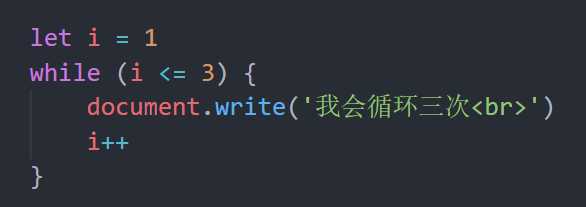 let i = 1
while (i <= 3) {
    document.write('我会循环三次<br>')
    i++
}